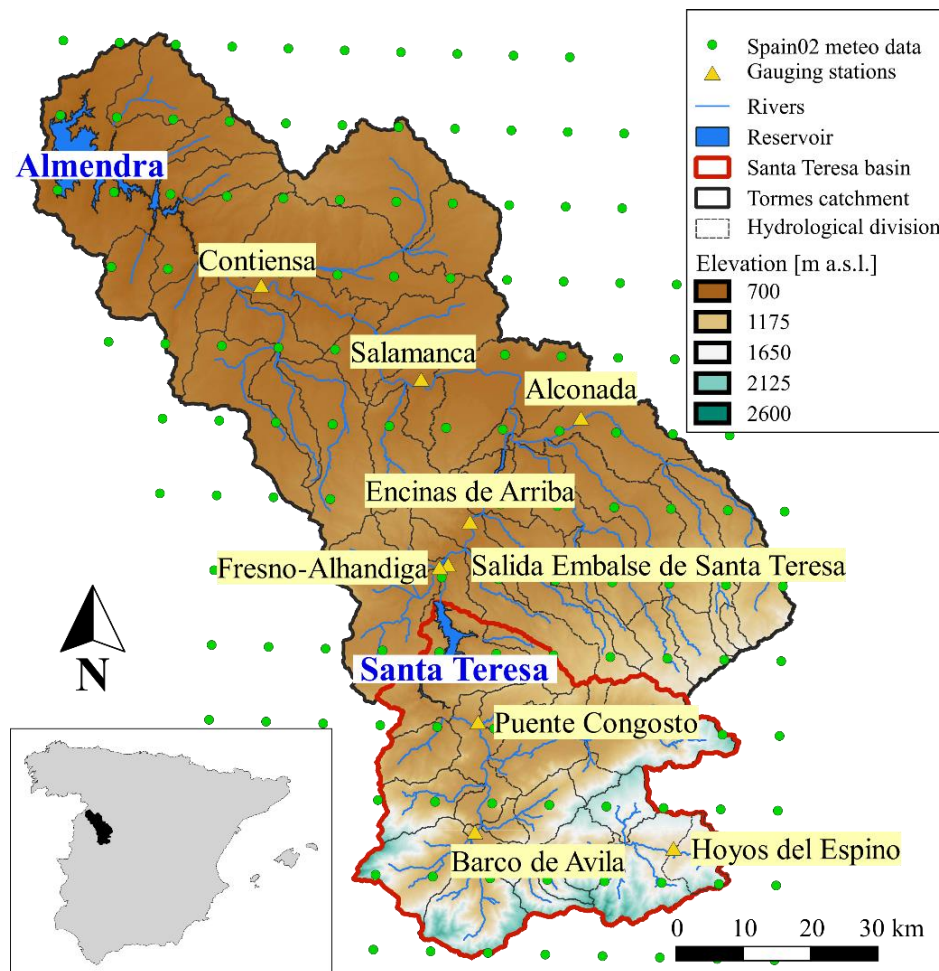 Spain02 meteo data
Gauging stations
Rivers
Reservoir
Santa Teresa basin
Tormes catchment
Hydrological division
Elevation [m a.s.l.]
700
1175
1650
2125
2600
Almendra
Contiensa
Salamanca
Alconada
Encinas de Arriba
Fresno-Alhandiga
Salida Embalse de Santa Teresa
N
Santa Teresa
Puente Congosto
Barco de Avila
Hoyos del Espino
0 10 20 30 km